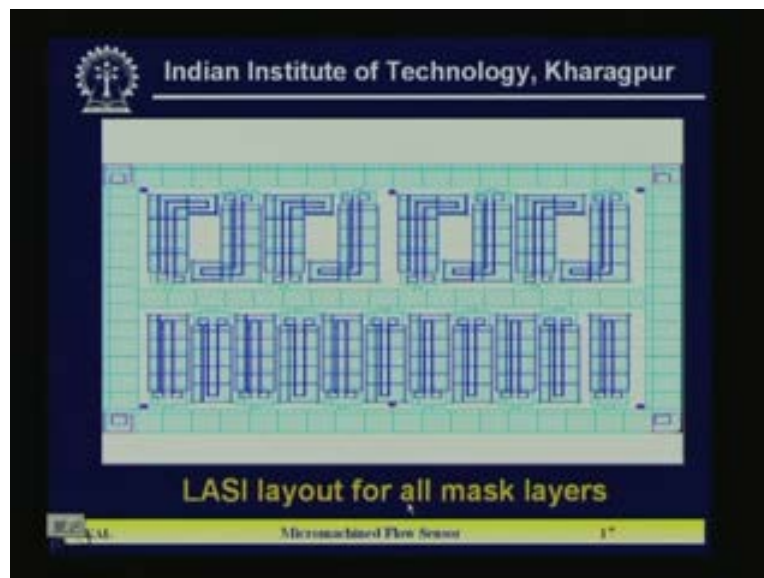 Indian Institute of Technology, Kharagpur
LASI layout for all mask layers
Micromachined Flow Sensor